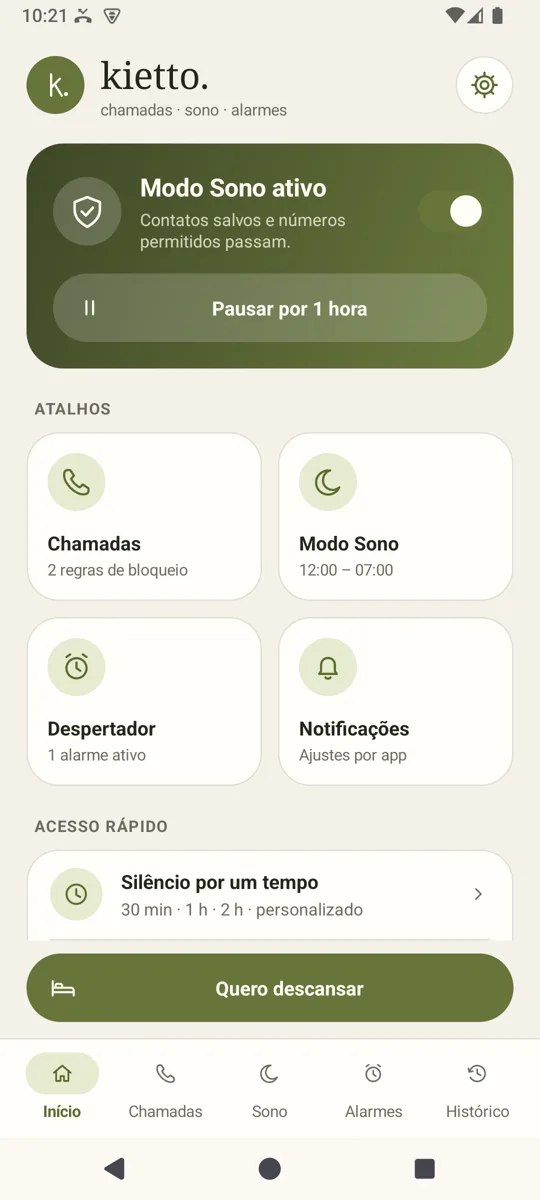 10:21
k.
kietto.
chamadas · sono · alarmes
Modo Sono ativo
Contatos salvos e números
permitidos passam.
Pausar por 1 hora
ATALHOS
Chamadas
2 regras de bloqueio
Modo Sono
12:00 – 07:00
Despertador
1 alarme ativo
Notificações
Ajustes por app
ACESSO RÁPIDO
Silêncio por um tempo
30 min · 1 h · 2 h · personalizado
Quero descansar
Início
Chamadas
Sono
Alarmes
Histórico